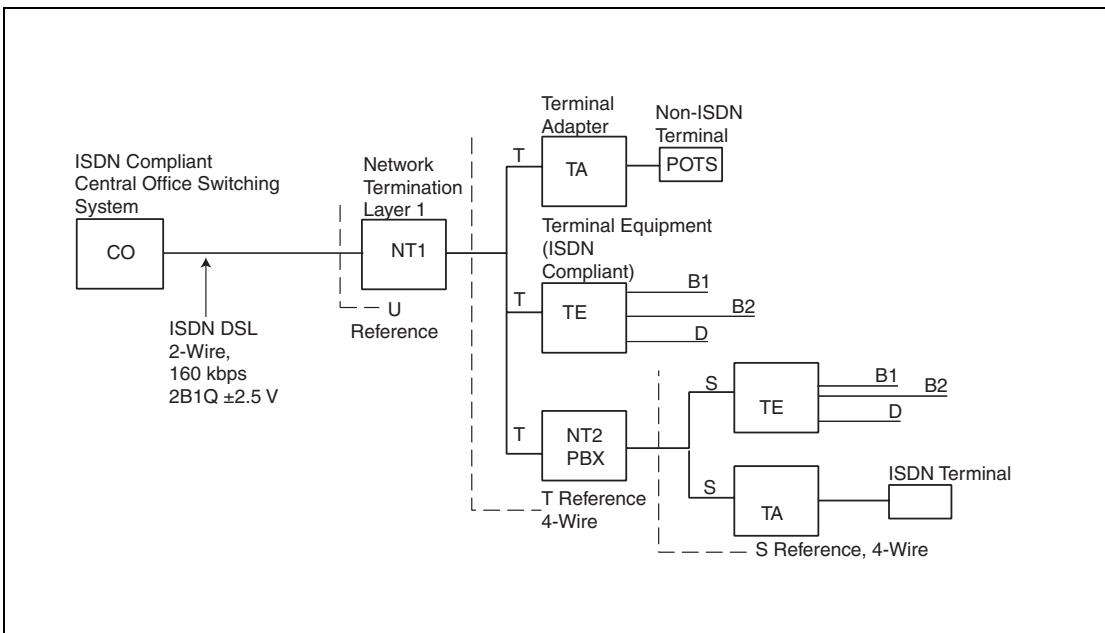 ISDN Compliant
Central Office Switching
System
CO
ISDN DSL
2-Wire,
160 kbps
2B1Q ±2.5 V
Network
Termination
Layer 1
NT1
U
Reference
T
Terminal
Adapter
TA
Non-ISDN
Terminal
POTS
T
Terminal Equipment
(ISDN
Compliant)
TE
B1
B2
D
T
NT2
PBX
T Reference
4-Wire
S
TE
B1
B2
D
S
TA
ISDN Terminal
S Reference, 4-Wire